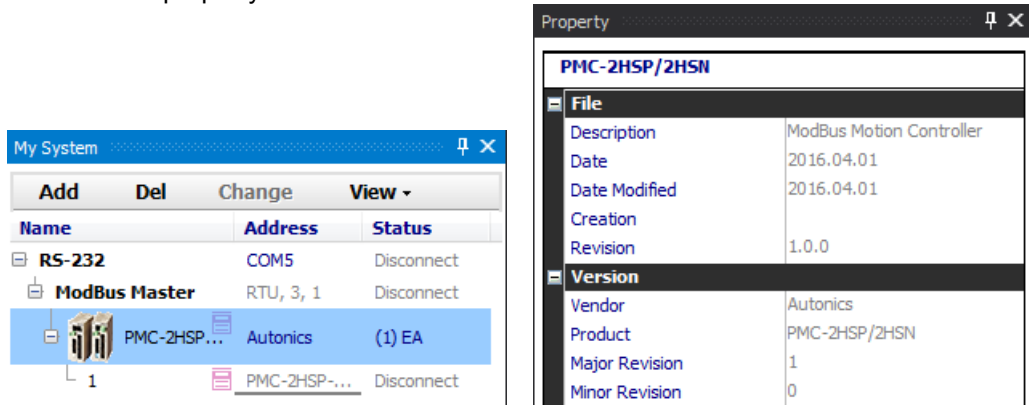 My System
Add Del Change View
Name Address Status
RS-232 COM5 Disconnect
ModBus Master RTU, 3, 1 Disconnect
PMC-2HSP... Autonics (1) EA
1 PMC-2HSP-... Disconnect
Property
PMC-2HSP/2HSN
File
Description ModBus Motion Controller
Date 2016.04.01
Date Modified 2016.04.01
Creation
Revision 1.0.0
Version
Vendor Autonics
Product PMC-2HSP/2HSN
Major Revision 1
Minor Revision 0